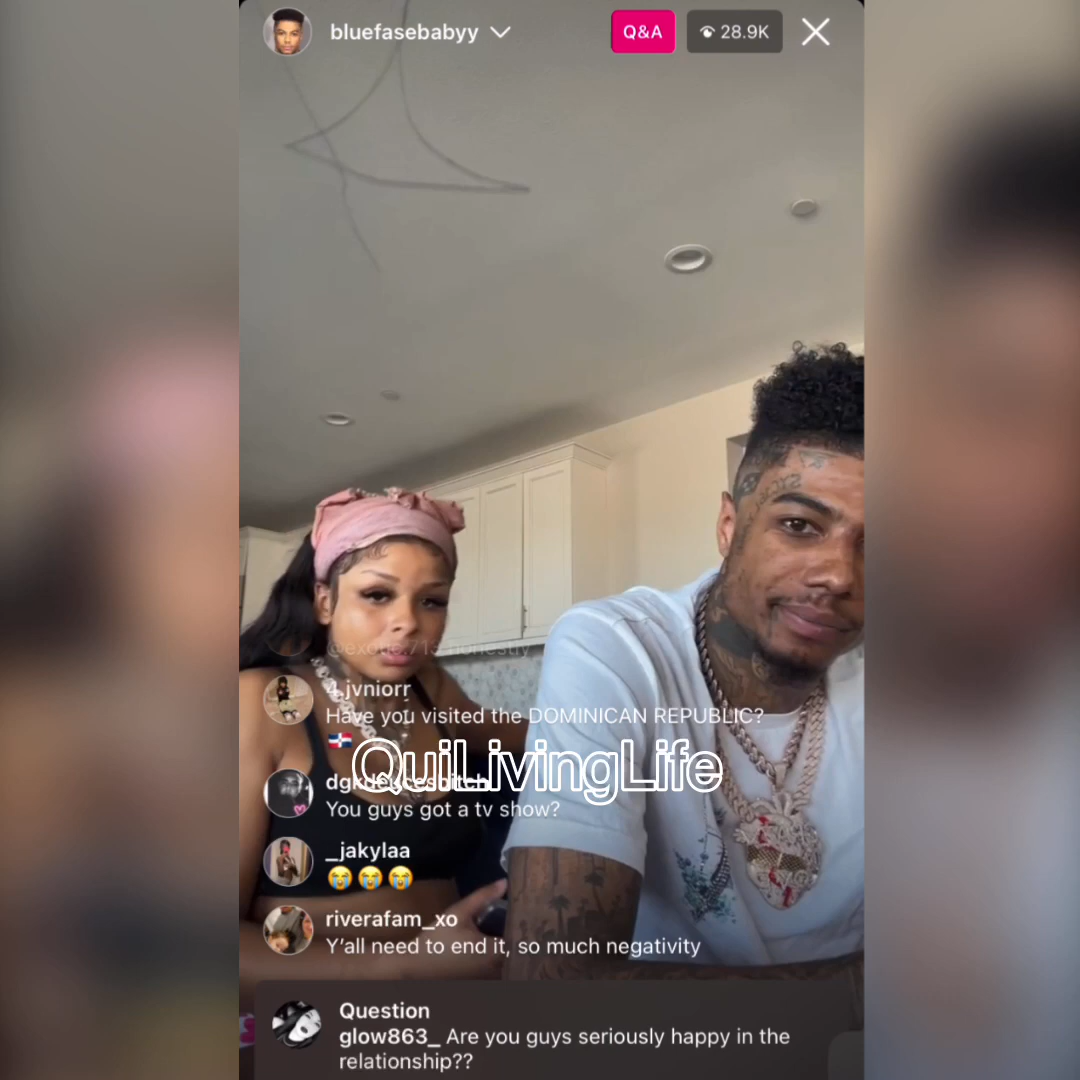 bluefasebabyy
Q&A
28.9K
4.jvniorr
Have you visited the DOMINICAN REPUBLIC?
QuiLivingLife
You guys got a tv show?
_jakylaa
riverafam_xo
Y’all need to end it, so much negativity
Question
glow863_ Are you guys seriously happy in the
relationship??